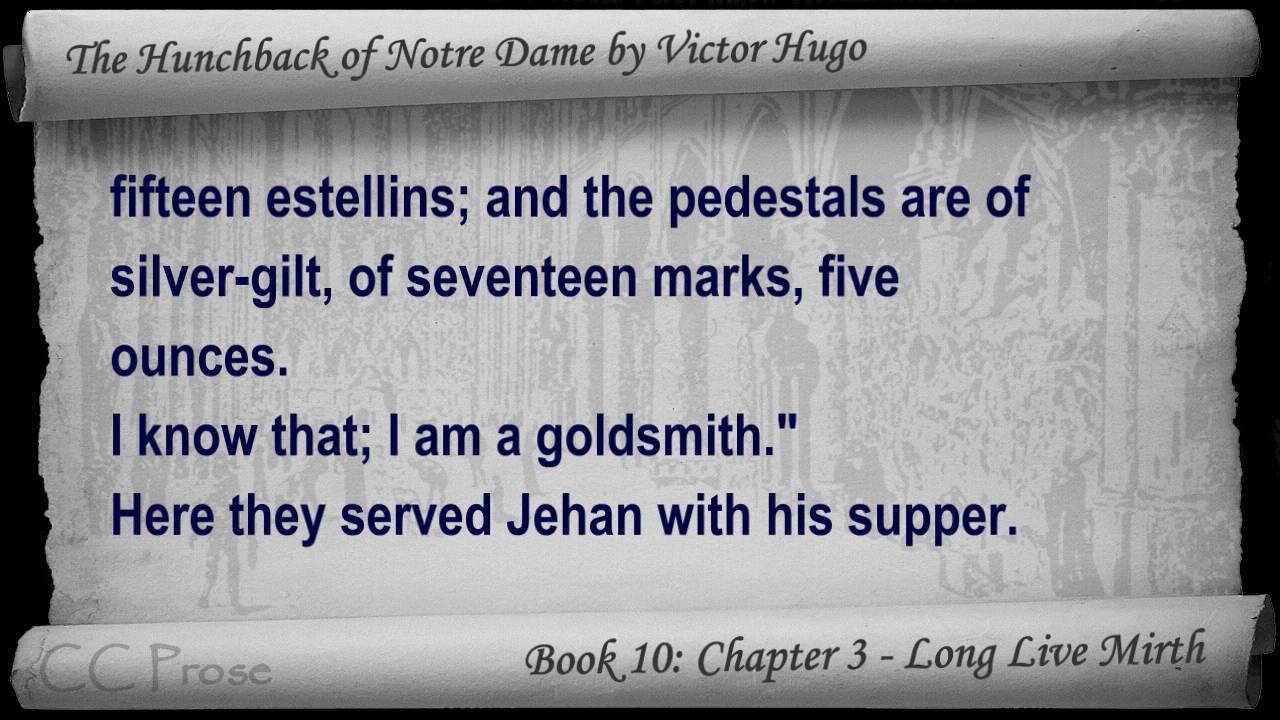 The Hunchback of Notre Dame by Victor Hugo
fifteen estellins; and the pedestals are of
silver-gilt, of seventeen marks, five
ounces.
I know that; I am a goldsmith."
Here they served Jehan with his supper.
CC Prose
Book 10: Chapter 3 - Long Live Mirth